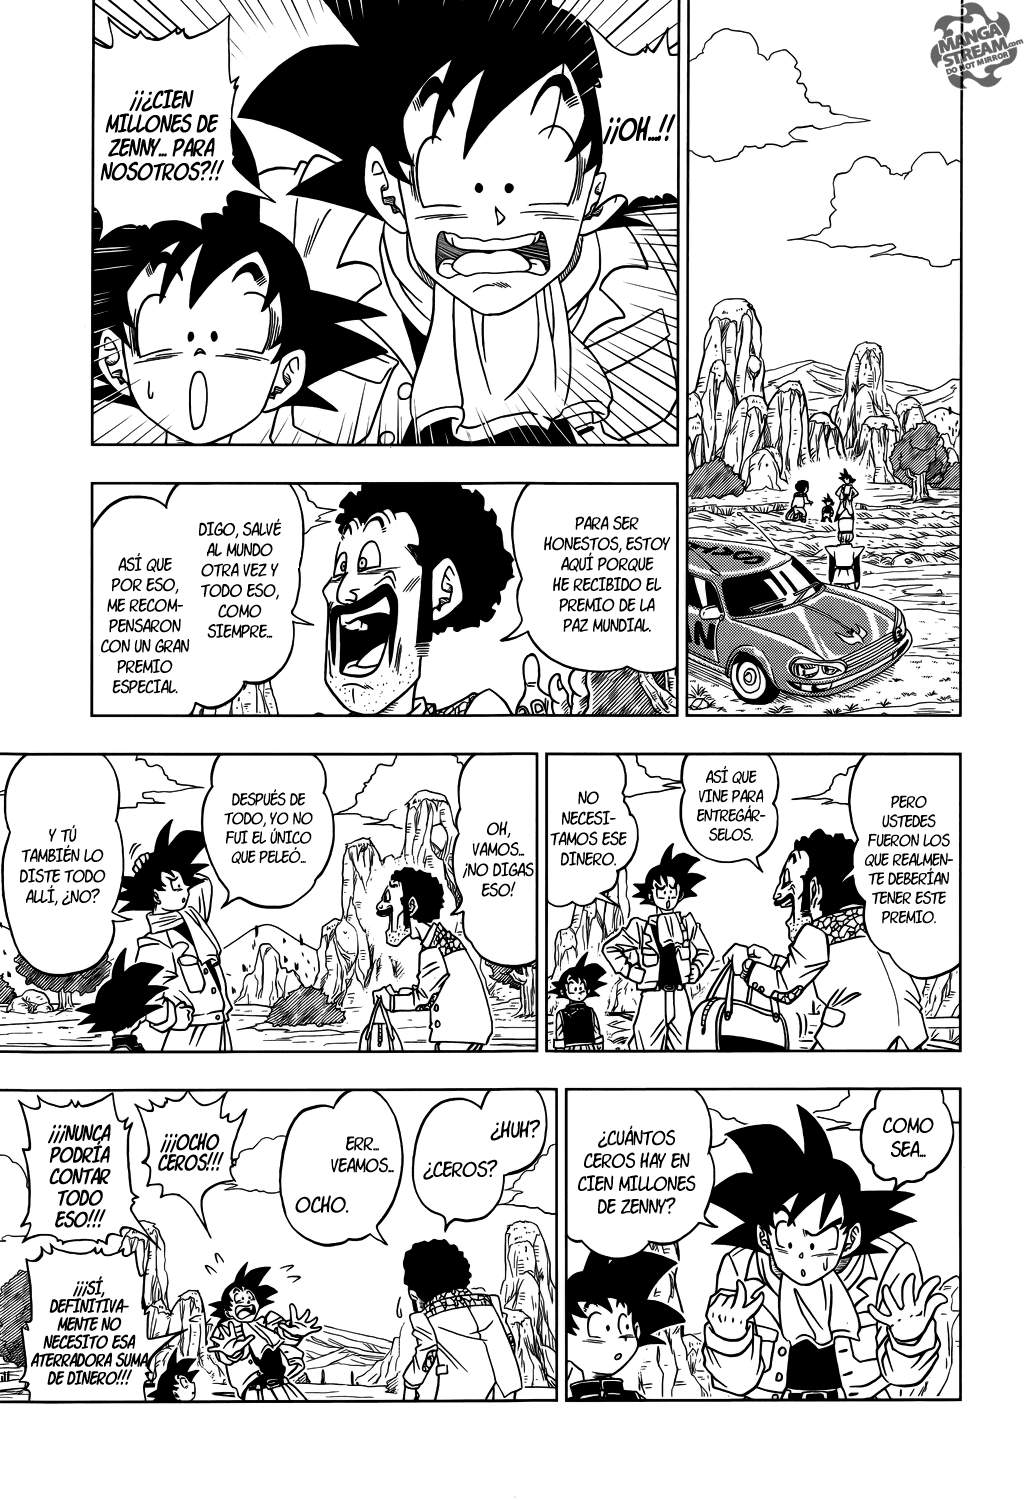 MANGA
STREAM.com
DO NOT MIRROR
¡¡OH...!!
¡¡¿CIEN
MILLONES DE
ZENNY... PARA
NOSOTROS?!!
PARA SER
HONESTOS, ESTOY
AQUÍ PORQUE
HE RECIBIDO EL
PREMIO DE LA
PAZ MUNDIAL.
DIGO, SALVÉ
AL MUNDO
OTRA VEZ Y
TODO ESO,
COMO
SIEMPRE...
ASÍ QUE
POR ESO,
ME RECOM-
PENSARON
CON UN GRAN
PREMIO
ESPECIAL.
PERO
USTEDES
FUERON LOS
QUE REALMEN-
TE DEBERÍAN
TENER ESTE
PREMIO.
ASÍ QUE
VINE PARA
ENTREGÁR-
SELOS.
NO
NECESI-
TAMOS ESE
DINERO.
OH,
VAMOS...
¡NO DIGAS
ESO!
DESPUÉS DE
TODO, YO NO
FUI EL ÚNICO
QUE PELEÓ...
Y TÚ
TAMBIÉN LO
DISTE TODO
ALLÍ, ¿NO?
COMO
SEA...
¿CUÁNTOS
CEROS HAY EN
CIEN MILLONES
DE ZENNY?
¿HUH?
¿CEROS?
ERR...
VEAMOS...
OCHO.
¡¡¡OCHO
CEROS!!!
¡¡¡NUNCA
PODRÍA
CONTAR
TODO
ESO!!!
¡¡¡SÍ,
DEFINITIVA-
MENTE NO
NECESITO ESA
ATERRADORA SUMA
DE DINERO!!!